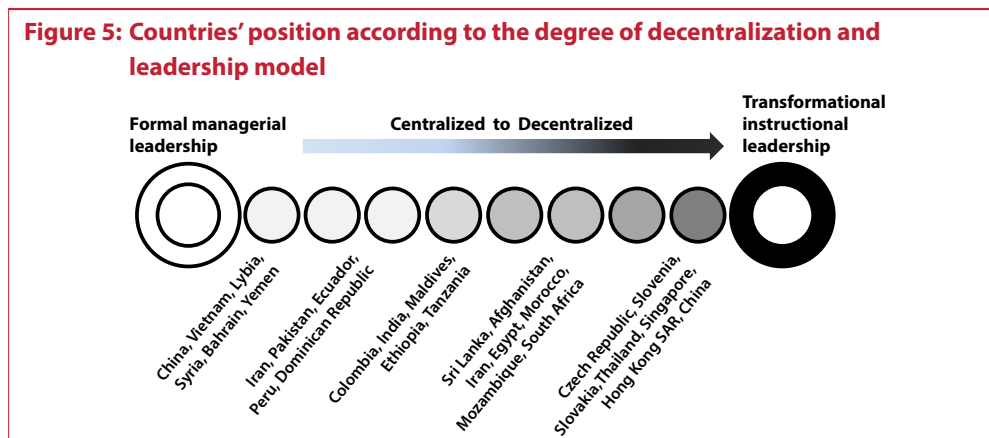 Figure 5: Countries' position according to the degree of decentralization and
leadership model
Formal managerial
leadership
Centralized to Decentralized
Transformational
instructional
leadership
China, Vietnam, Lybia,
Syria, Bahrain, Yemen
Iran, Pakistan, Ecuador,
Peru, Dominican Republic
Colombia, India, Maldives,
Ethiopia, Tanzania
Sri Lanka, Afghanistan,
Iran, Egypt, Morocco,
Mozambique, South Africa
Czech Republic, Slovenia,
Slovakia, Thailand, Singapore,
Hong Kong SAR, China